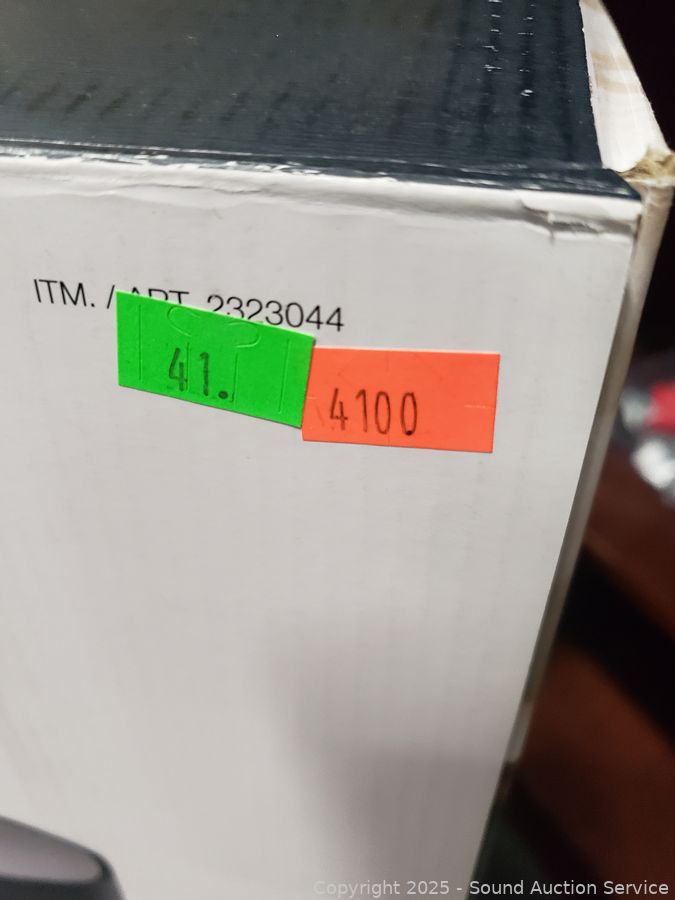 ITM. / ART. 2323044
41.
4100
Copyright 2025 - Sound Auction Service